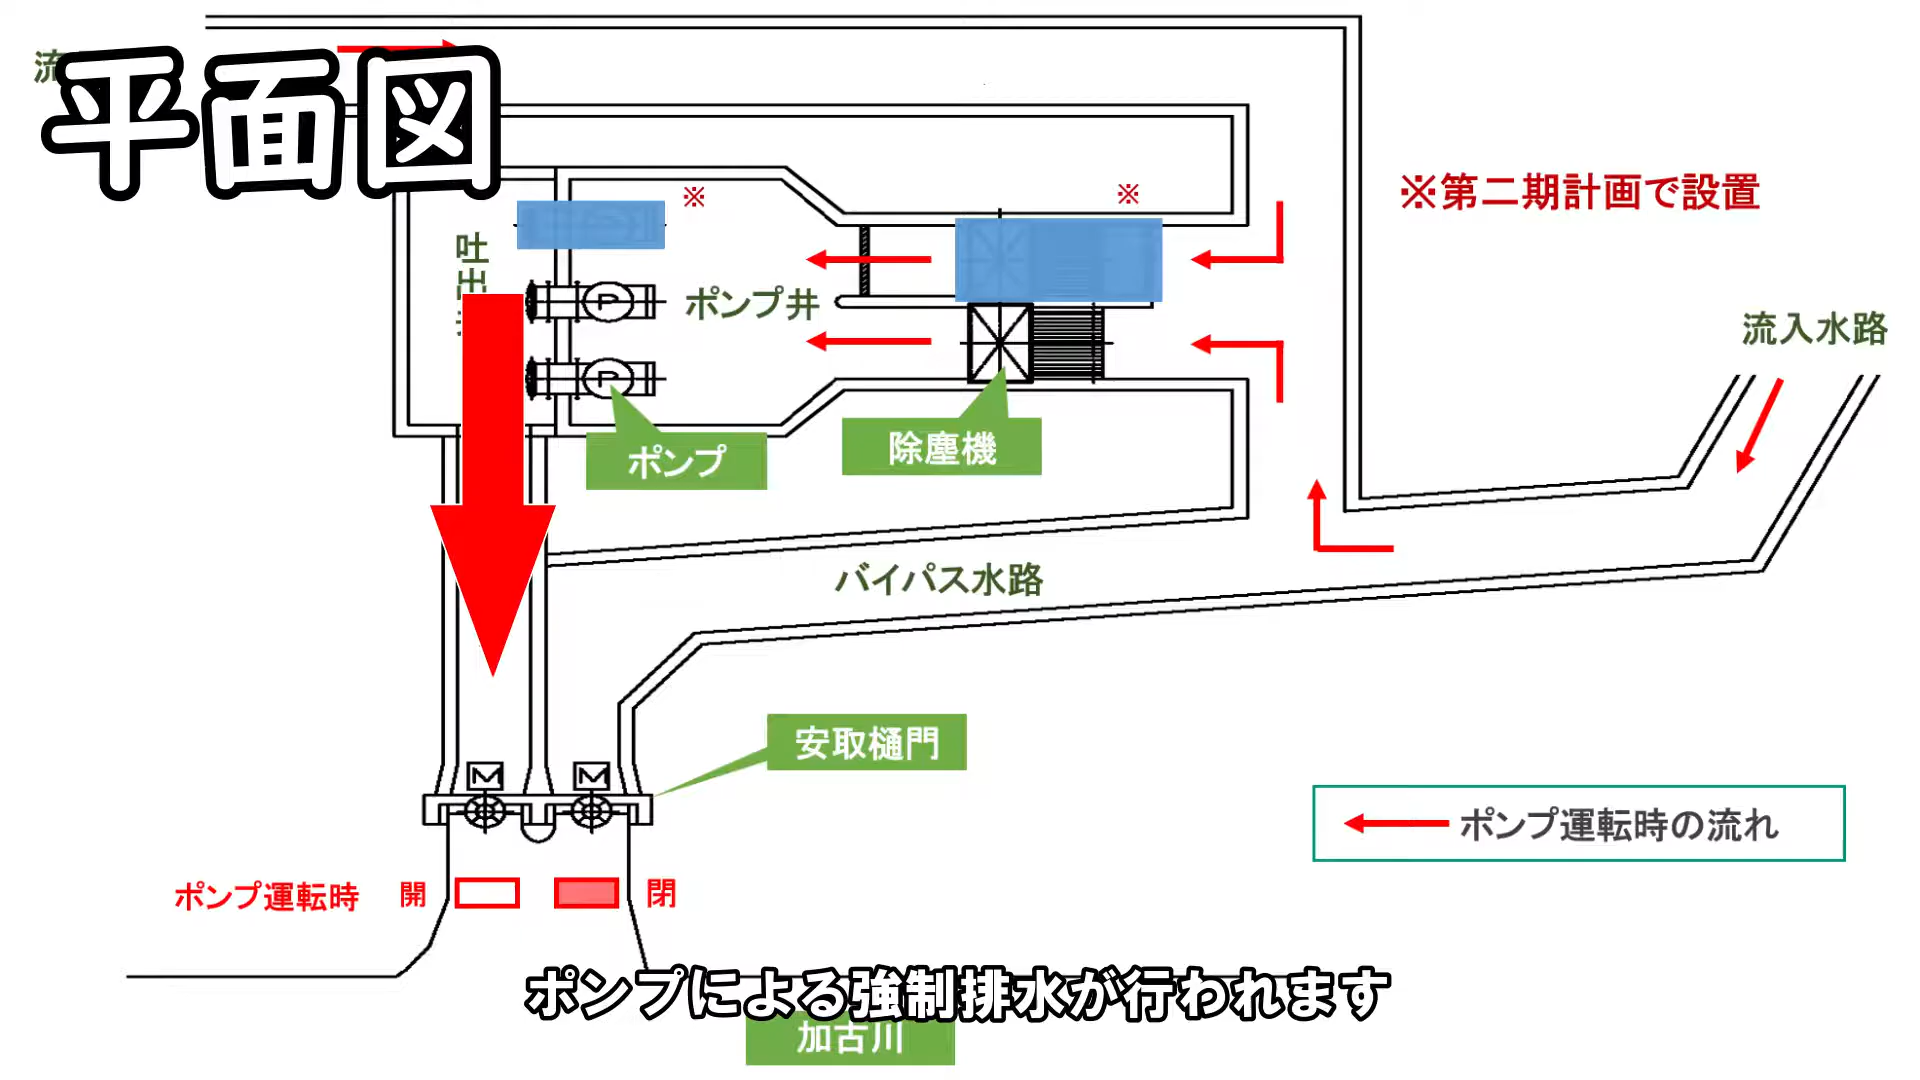 平面図
流
※
※
※第二期計画で設置
吐出
ポンプ井
流入水路
P
P
ポンプ
除塵機
バイパス水路
安取樋門
M
M
ポンプ運転時の流れ
ポンプ運転時 開 閉
ポンプによる強制排水が行われます
加古川